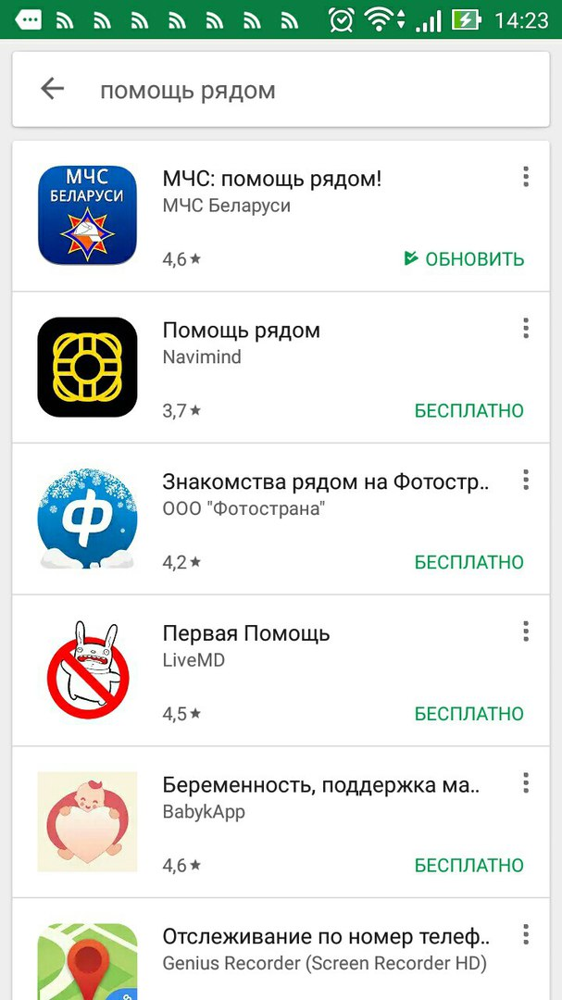 14:23
помощь рядом
МЧС
БЕЛАРУСИ
МЧС: помощь рядом!
МЧС Беларуси
4,6★
ОБНОВИТЬ
Помощь рядом
Navimind
3,7★
БЕСПЛАТНО
Ф
Знакомства рядом на Фотостр..
ООО "Фотострана"
4,2★
БЕСПЛАТНО
Первая Помощь
LiveMD
4,5★
БЕСПЛАТНО
Беременность, поддержка ма..
BabykApp
4,6★
БЕСПЛАТНО
Отслеживание по номер телеф..
Genius Recorder (Screen Recorder HD)